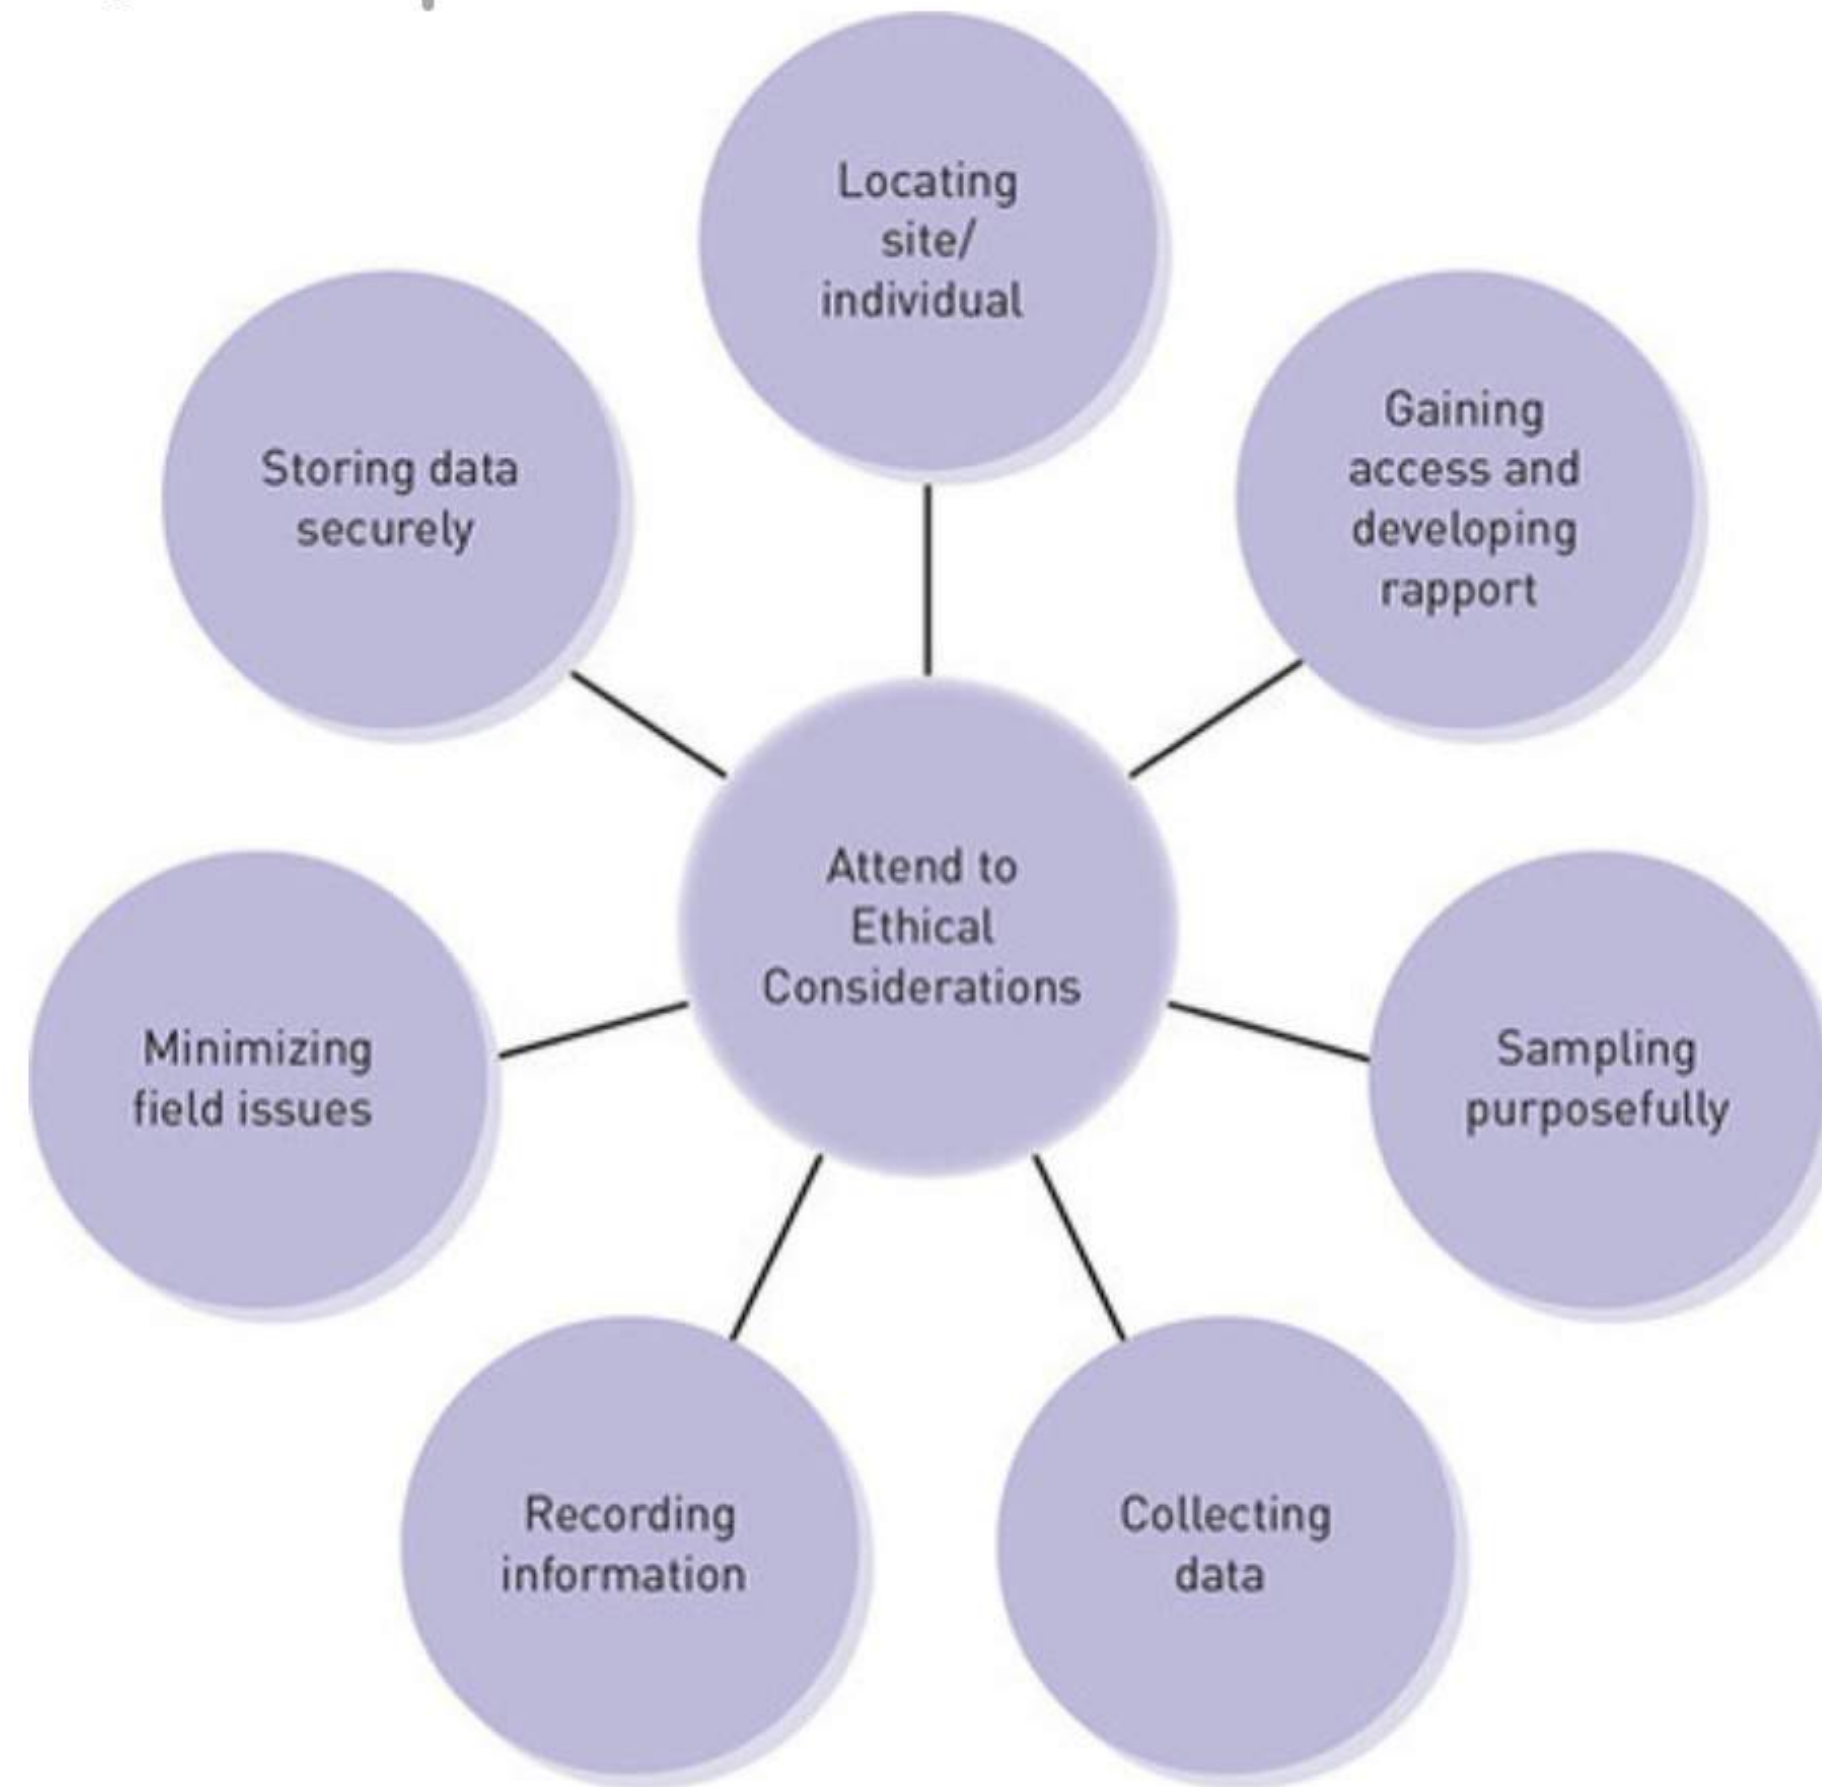 Locating
site/
individual
Gaining
access and
developing
rapport
Sampling
purposefully
Collecting
data
Recording
information
Minimizing
field issues
Storing data
securely
Attend to
Ethical
Considerations